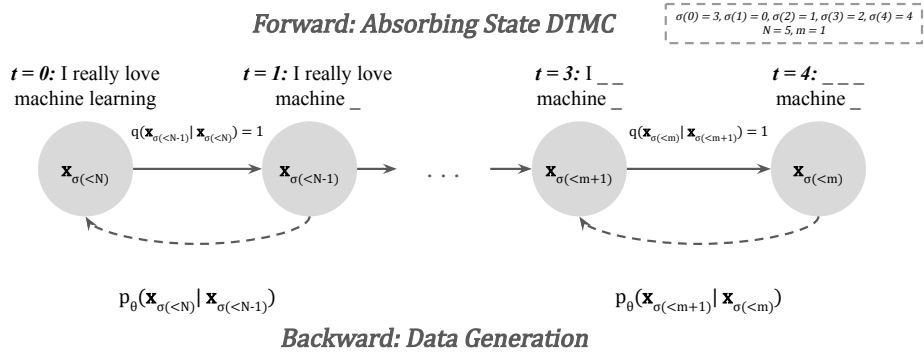 Forward: Absorbing State DTMC
σ(0) = 3, σ(1) = 0, σ(2) = 1, σ(3) = 2, σ(4) = 4
N = 5, m = 1
t = 0: I really love
machine learning
t = 1: I really love
machine _
t = 3: I _ _
machine _
t = 4: _ _ _
machine _
q(x_σ(<N-1)| x_σ(<N)) = 1
q(x_σ(<m)| x_σ(<m+1)) = 1
x_σ(<N)
x_σ(<N-1)
. . .
x_σ(<m+1)
x_σ(<m)
p_θ(x_σ(<N)| x_σ(<N-1))
p_θ(x_σ(<m+1)| x_σ(<m))
Backward: Data Generation